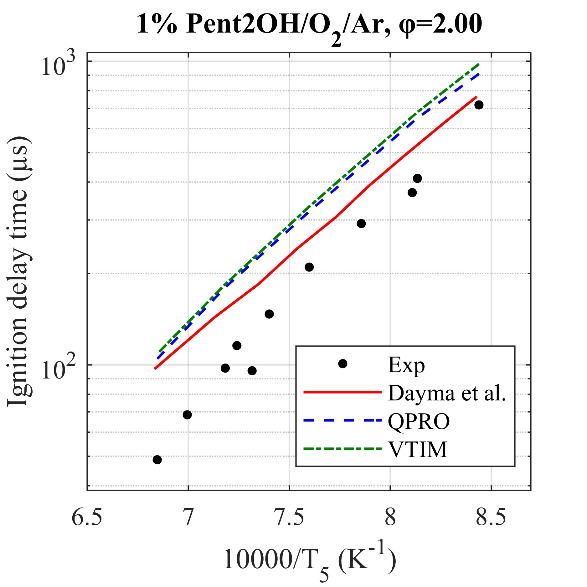 1% Pent2OH/O₂/Ar, φ=2.00
Ignition delay time (μs)
10³
10²
Exp
Dayma et al.
QPRO
VTIM
6.5 7 7.5 8 8.5
10000/T₅ (K⁻¹)